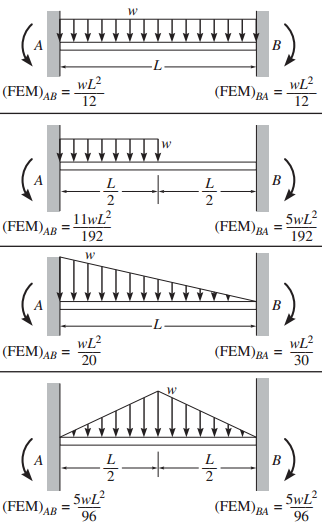 w
A B
L
(FEM)AB = wL²/12 (FEM)BA = wL²/12
w
A B
L/2 L/2
(FEM)AB = 11wL²/192 (FEM)BA = 5wL²/192
w
A B
L
(FEM)AB = wL²/20 (FEM)BA = wL²/30
w
A B
L/2 L/2
(FEM)AB = 5wL²/96 (FEM)BA = 5wL²/96